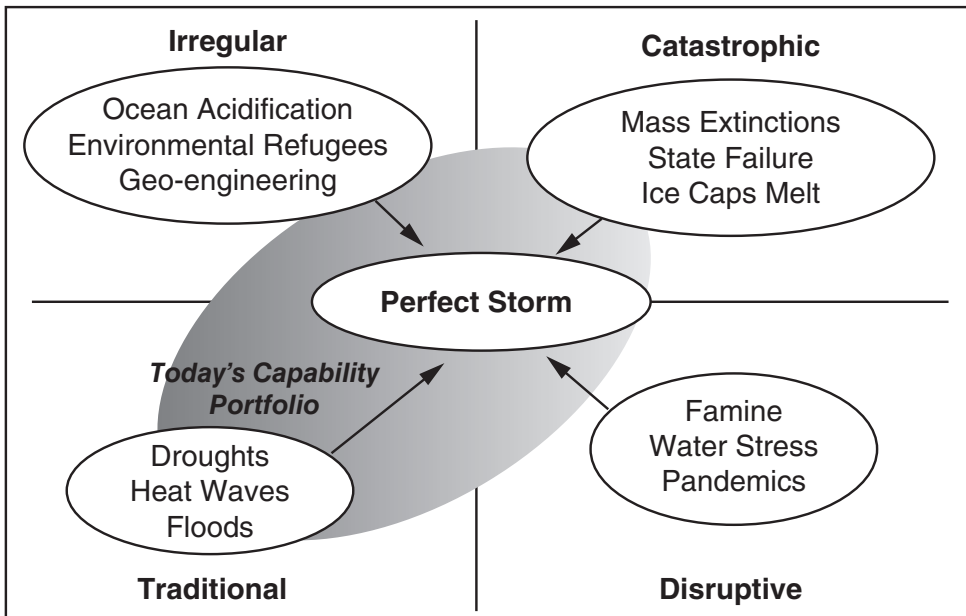 Irregular
Ocean Acidification
Environmental Refugees
Geo-engineering
Catastrophic
Mass Extinctions
State Failure
Ice Caps Melt
Perfect Storm
Today's Capability
Portfolio
Droughts
Heat Waves
Floods
Traditional
Famine
Water Stress
Pandemics
Disruptive